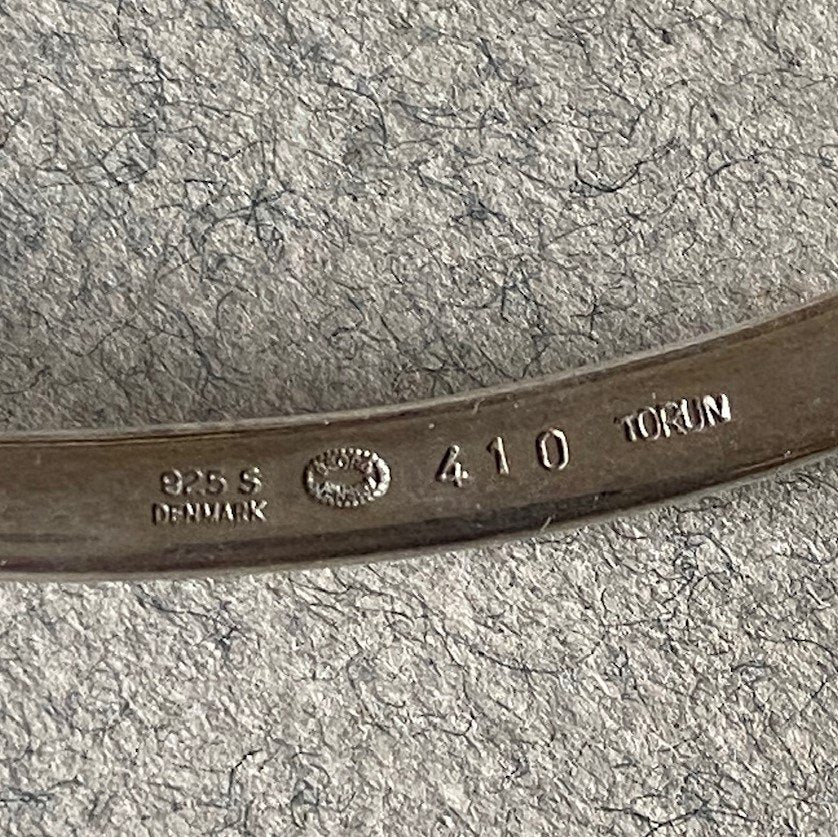 925 S
DENMARK
410
TORUN